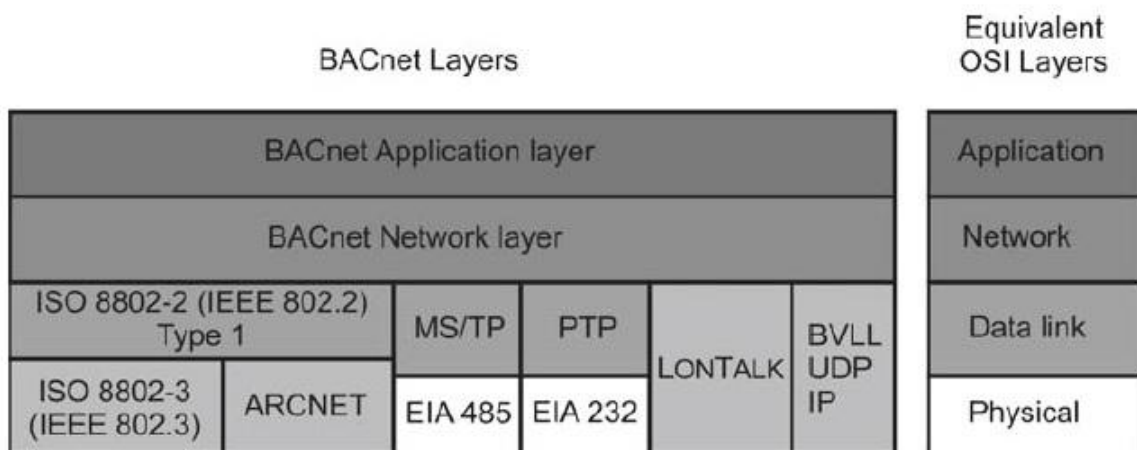 BACnet Layers
Equivalent
OSI Layers
BACnet Application layer
Application
BACnet Network layer
Network
ISO 8802-2 (IEEE 802.2)
Type 1
MS/TP
PTP
LONTALK
BVLL
UDP
IP
Data link
ISO 8802-3
(IEEE 802.3)
ARCNET
EIA 485
EIA 232
Physical